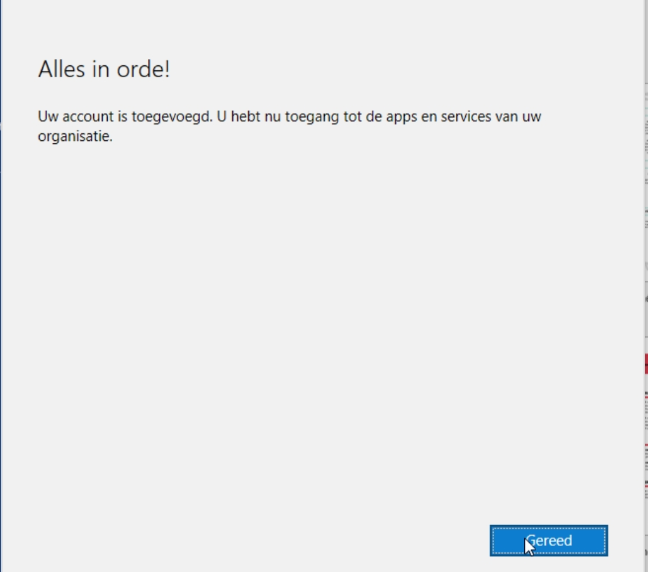 Alles in orde!
Uw account is toegevoegd. U hebt nu toegang tot de apps en services van uw
organisatie.
Gereed